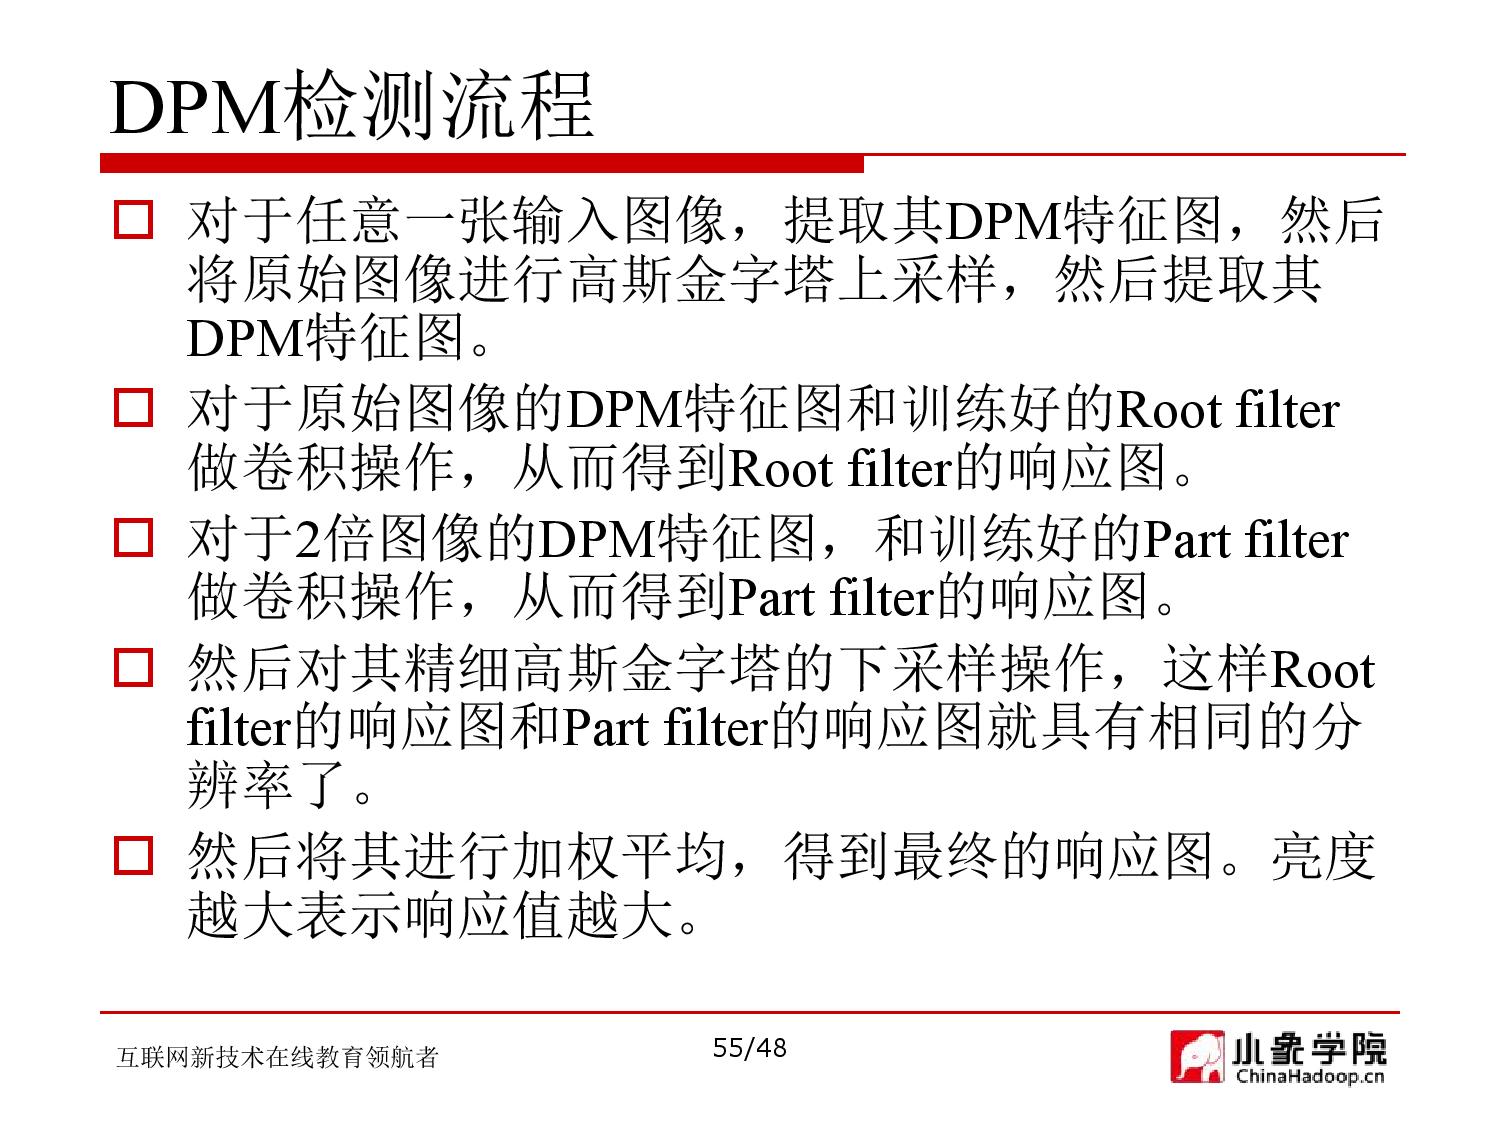 DPM检测流程
对于任意一张输入图像，提取其DPM特征图，然后
将原始图像进行高斯金字塔上采样，然后提取其
DPM特征图。
对于原始图像的DPM特征图和训练好的Root filter
做卷积操作，从而得到Root filter的响应图。
对于2倍图像的DPM特征图，和训练好的Part filter
做卷积操作，从而得到Part filter的响应图。
然后对其精细高斯金字塔的下采样操作，这样Root
filter的响应图和Part filter的响应图就具有相同的分
辨率了。
然后将其进行加权平均，得到最终的响应图。亮度
越大表示响应值越大。
互联网新技术在线教育领航者
55/48
小象学院
ChinaHadoop.cn